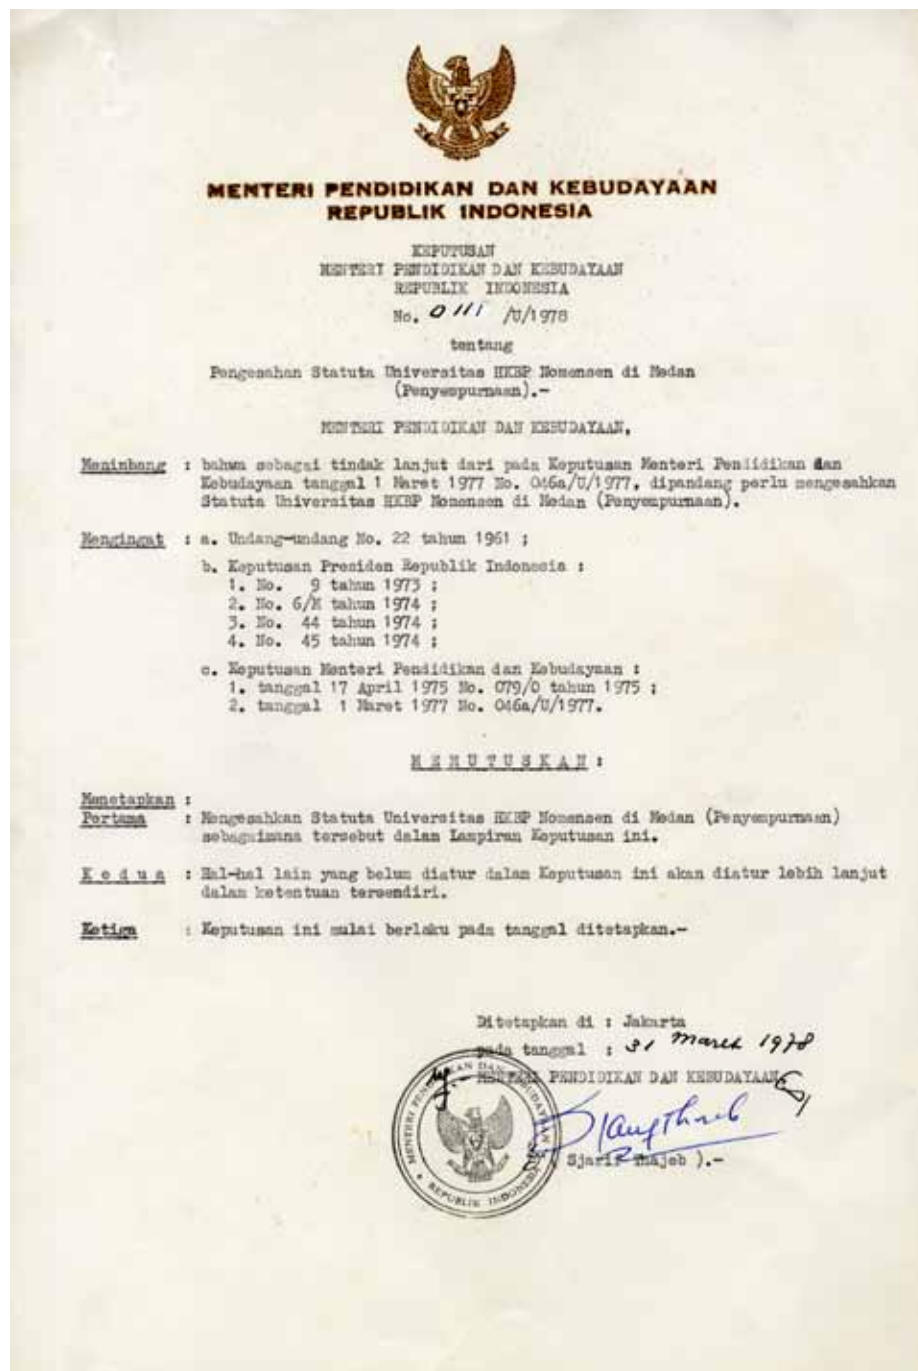 MENTERI PENDIDIKAN DAN KEBUDAYAAN
REPUBLIK INDONESIA
KEPUTUSAN
MENTERI PENDIDIKAN DAN KEBUDAYAAN
REPUBLIK INDONESIA
No. 0111 /U/1978
tentang
Pengesahan Statuta Universitas HKBP Nomensen di Medan
(Penyempurnaan).-
MENTERI PENDIDIKAN DAN KEBUDAYAAN,
Menimbang : bahwa sebagai tindak lanjut dari pada Keputusan Menteri Pendidikan dan
Kebudayaan tanggal 1 Maret 1977 No. 046a/U/1977, dipandang perlu mengesahkan
Statuta Universitas HKBP Nomensen di Medan (Penyempurnaan).
Mengingat : a. Undang-undang No. 22 tahun 1961 ;
b. Keputusan Presiden Republik Indonesia :
1. No. 9 tahun 1973 ;
2. No. 6/M tahun 1974 ;
3. No. 44 tahun 1974 ;
4. No. 45 tahun 1974 ;
c. Keputusan Menteri Pendidikan dan Kebudayaan :
1. tanggal 17 April 1975 No. 079/O tahun 1975 ;
2. tanggal 1 Maret 1977 No. 046a/U/1977.
M E M U T U S K A N :
Menetapkan :
Pertama : Mengesahkan Statuta Universitas HKBP Nomensen di Medan (Penyempurnaan)
sebagaimana tersebut dalam Lampiran Keputusan ini.
K e d u a : Hal-hal lain yang belum diatur dalam Keputusan ini akan diatur lebih lanjut
dalam ketentuan tersendiri.
Ketiga : Keputusan ini mulai berlaku pada tanggal ditetapkan.-
Ditetapkan di : Jakarta
pada tanggal : 31 Maret 1978
MENTERI PENDIDIKAN DAN KEBUDAYAAN
Sjarif Thajeb ).-
MENTERI PENDIDIKAN DAN KEBUDAYAAN
REPUBLIK INDONESIA